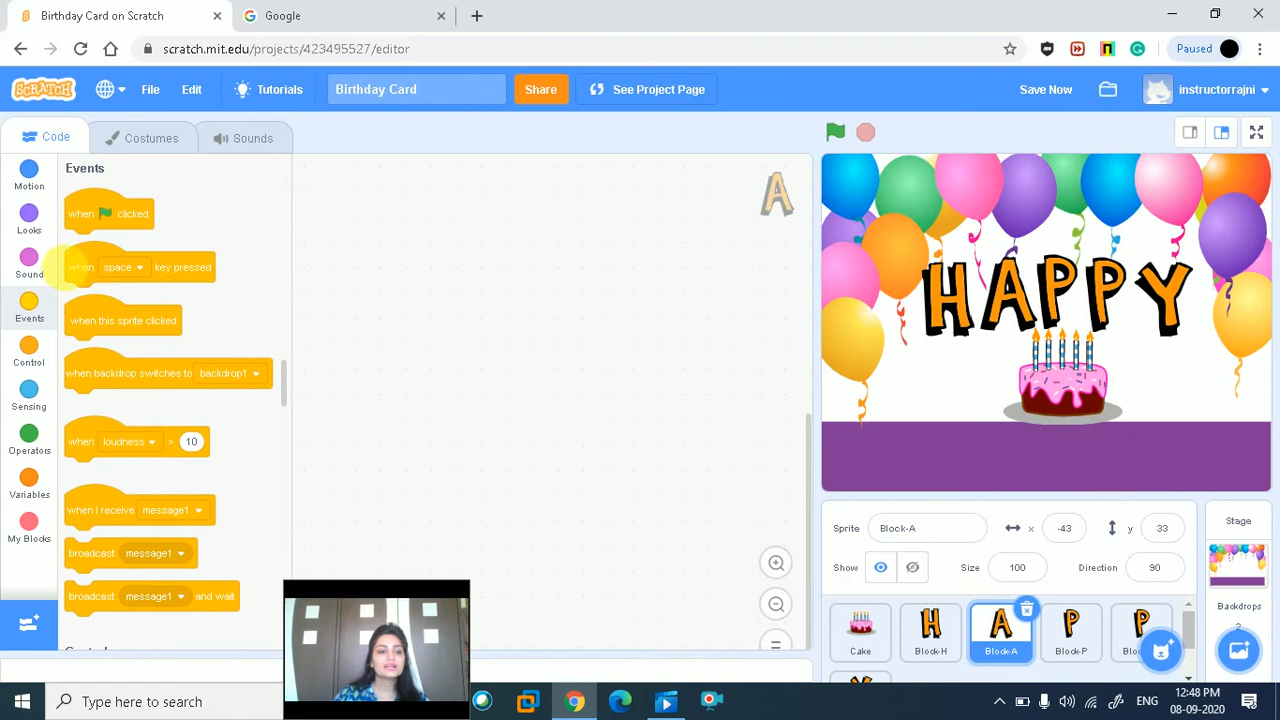 Birthday Card on Scratch
Google
scratch.mit.edu/projects/423495527/editor
Paused
SCRATCH
File
Edit
Tutorials
Birthday Card
Share
See Project Page
Save Now
instructorrajni
Code
Costumes
Sounds
Motion
Looks
Sound
Events
Control
Sensing
Operators
Variables
My Blocks
Events
when clicked
when space key pressed
when this sprite clicked
when backdrop switches to backdrop1
when loudness > 10
when I receive message1
broadcast message1
broadcast message1 and wait
A
HAPPY
Sprite
Block-A
x
-43
y
33
Show
Size
100
Direction
90
Stage
Backdrops
2
Cake
H
Block-H
A
Block-A
P
Block-P
P
Y
Type here to search
ENG
12:48 PM
08-09-2020